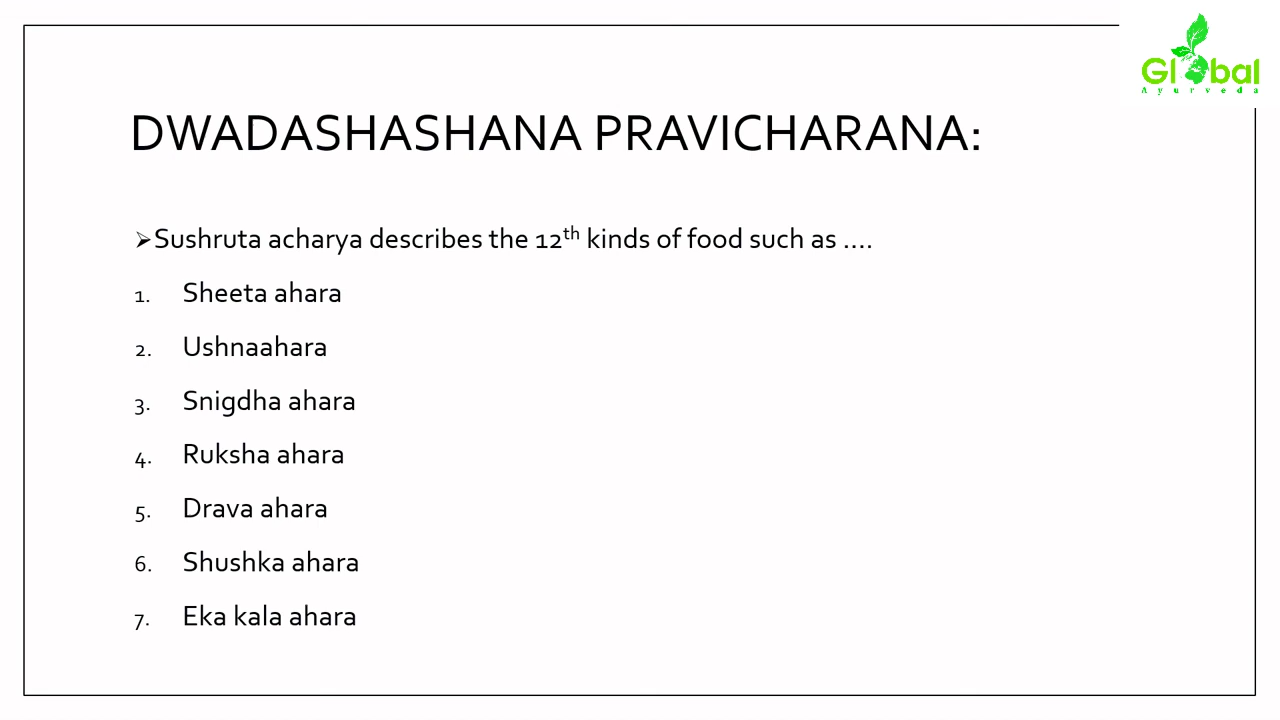 Global
Ayurveda
DWADASHASHANA PRAVICHARANA:
➢Sushruta acharya describes the 12th kinds of food such as ....
1. Sheeta ahara
2. Ushnaahara
3. Snigdha ahara
4. Ruksha ahara
5. Drava ahara
6. Shushka ahara
7. Eka kala ahara